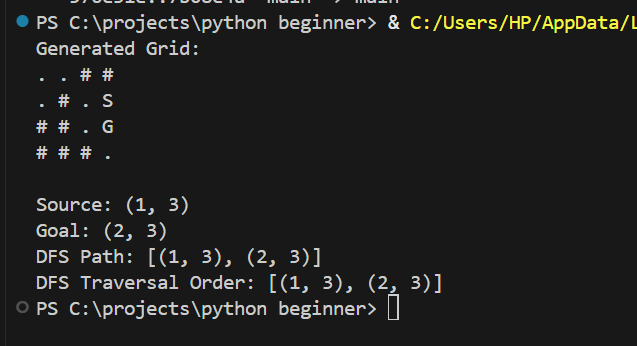 PS C:\projects\python beginner> & C:/Users/HP/AppData/
Generated Grid:
. . # #
. # . S
# # . G
# # # .
Source: (1, 3)
Goal: (2, 3)
DFS Path: [(1, 3), (2, 3)]
DFS Traversal Order: [(1, 3), (2, 3)]
PS C:\projects\python beginner>